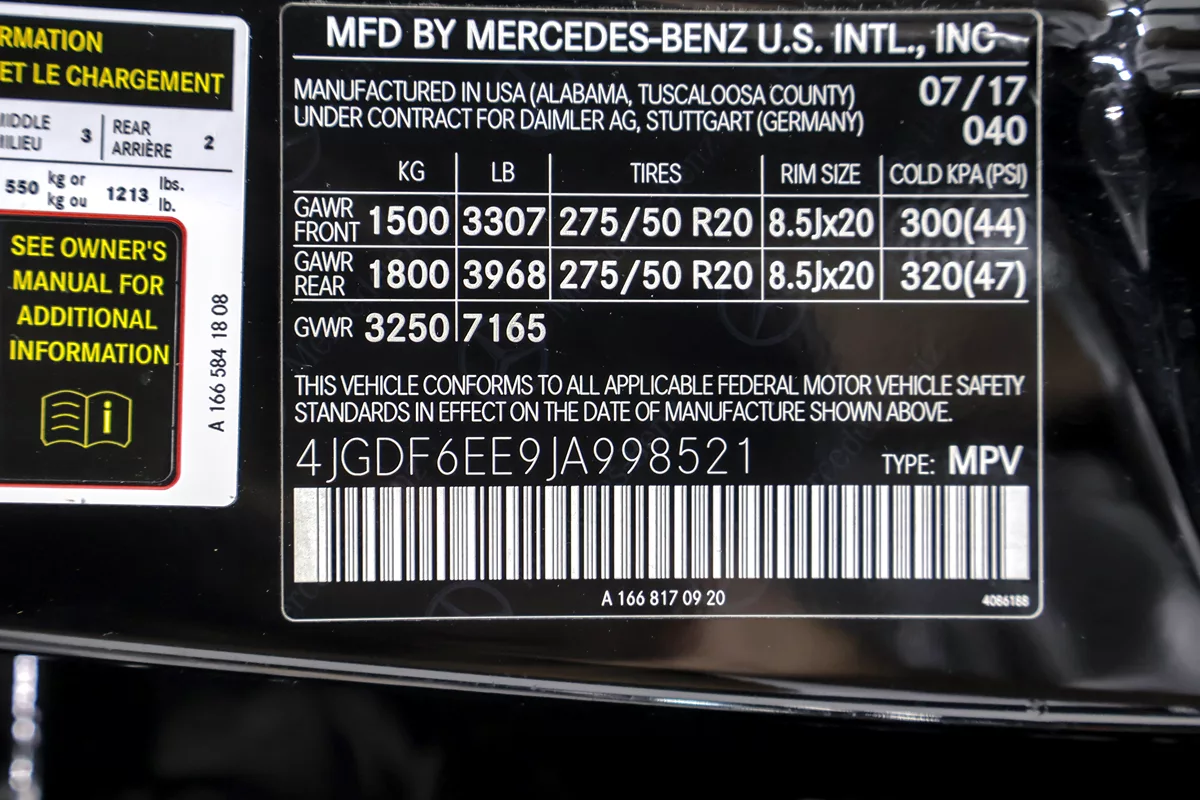 RMATION
ET LE CHARGEMENT
MIDDLE 3 REAR 2
MILIEU ARRIÈRE
550 kg or 1213 lbs.
kg ou lb.
SEE OWNER'S
MANUAL FOR
ADDITIONAL
INFORMATION
i
A 166 584 18 08
MFD BY MERCEDES-BENZ U.S. INTL., INC
MANUFACTURED IN USA (ALABAMA, TUSCALOOSA COUNTY) 07/17
UNDER CONTRACT FOR DAIMLER AG, STUTTGART (GERMANY) 040
KG LB TIRES RIM SIZE COLD KPA (PSI)
GAWR FRONT 1500 3307 275/50 R20 8.5Jx20 300(44)
GAWR REAR 1800 3968 275/50 R20 8.5Jx20 320(47)
GVWR 3250 7165
THIS VEHICLE CONFORMS TO ALL APPLICABLE FEDERAL MOTOR VEHICLE SAFETY
STANDARDS IN EFFECT ON THE DATE OF MANUFACTURE SHOWN ABOVE.
4JGDF6EE9JA998521 TYPE: MPV
A 166 817 09 20 4086188